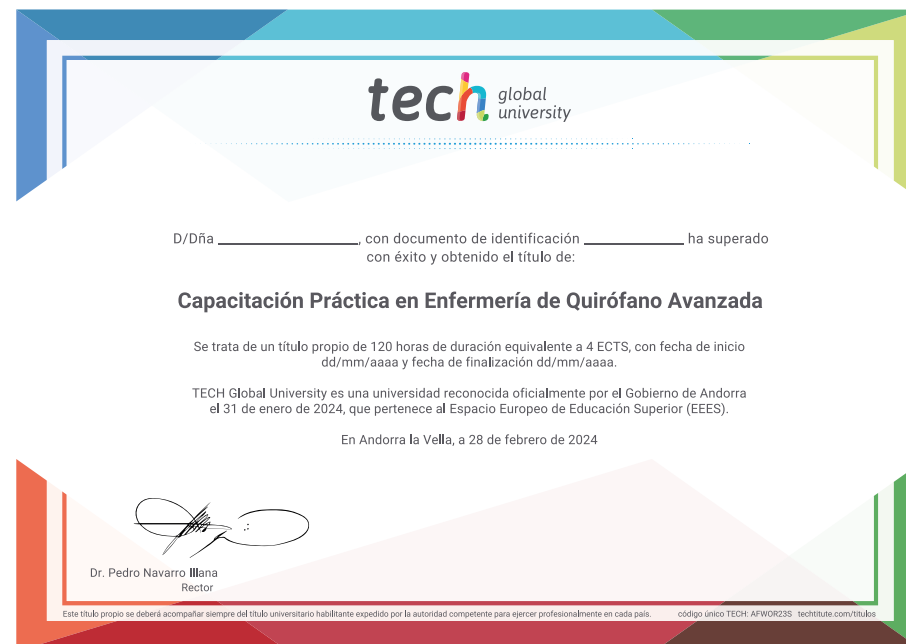 tech global university
D/Dña ____________________, con documento de identificación ______________ ha superado
con éxito y obtenido el título de:
Capacitación Práctica en Enfermería de Quirófano Avanzada
Se trata de un título propio de 120 horas de duración equivalente a 4 ECTS, con fecha de inicio
dd/mm/aaaa y fecha de finalización dd/mm/aaaa.
TECH Global University es una universidad reconocida oficialmente por el Gobierno de Andorra
el 31 de enero de 2024, que pertenece al Espacio Europeo de Educación Superior (EEES).
En Andorra la Vella, a 28 de febrero de 2024
Dr. Pedro Navarro Illana
Rector
Este título propio se deberá acompañar siempre del título universitario habilitante expedido por la autoridad competente para ejercer profesionalmente en cada país. código único TECH: AFWOR23S techtitute.com/titulos